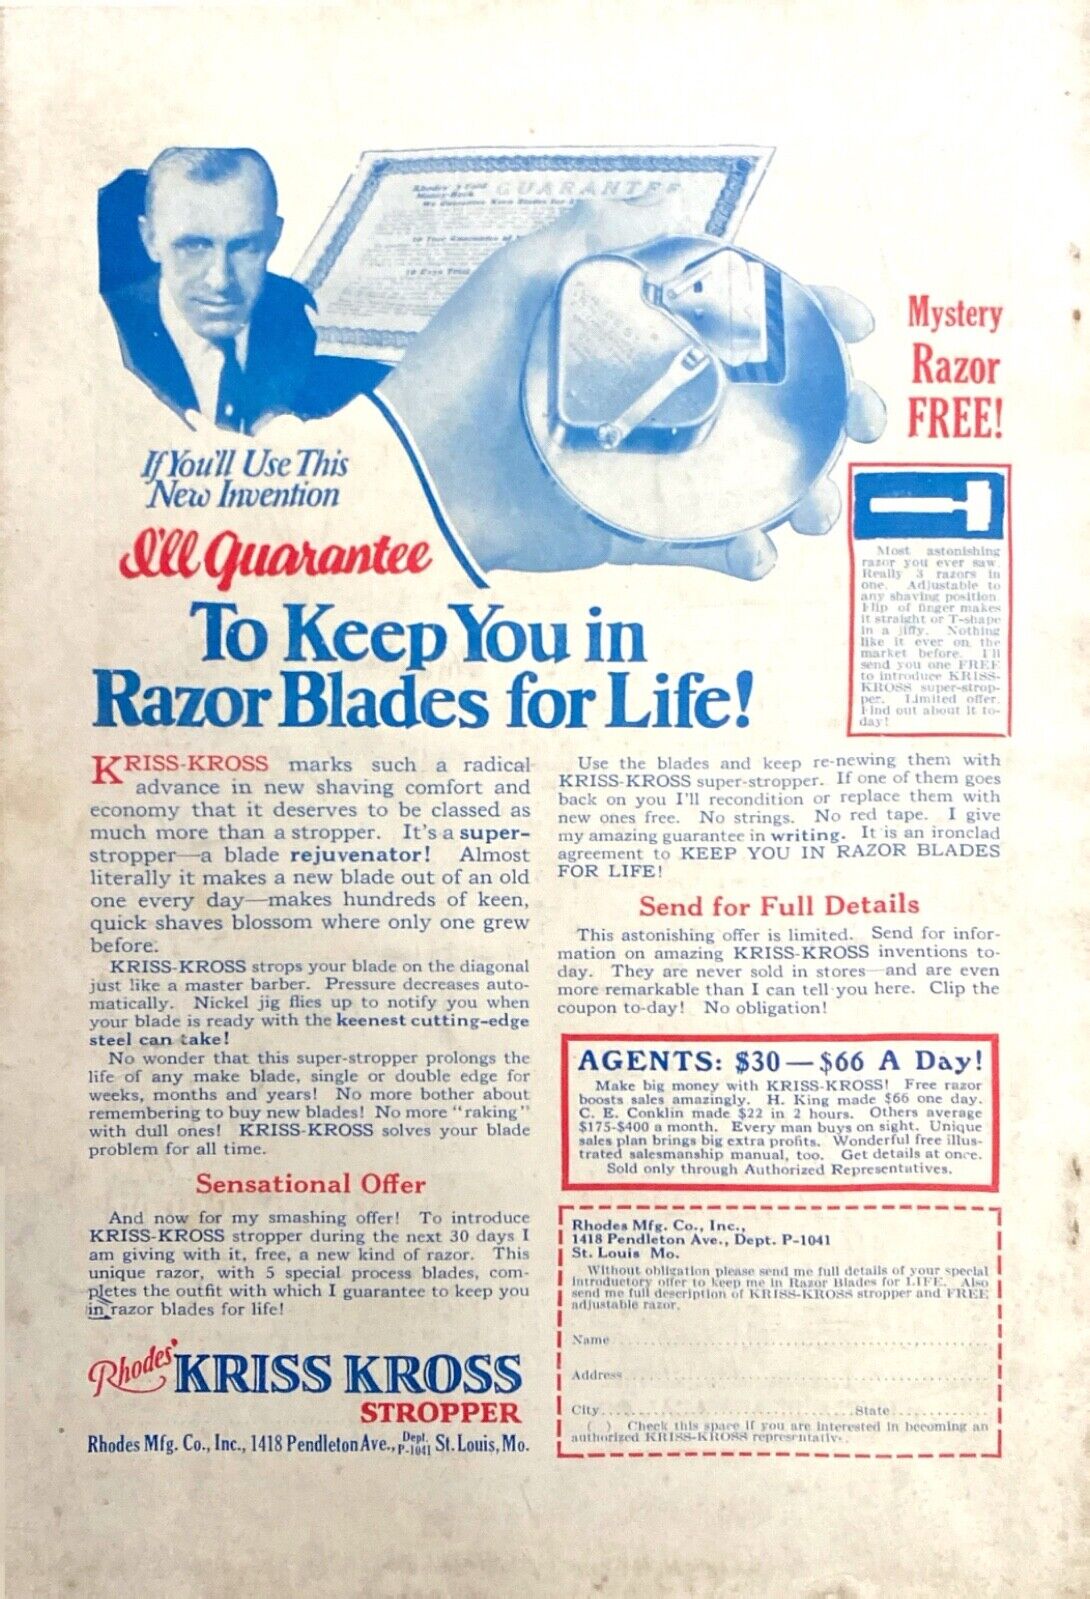 Rhodes' 3 Fold
Money-Back
GUARANTEE
We Guarantee Keen Blades for
10 Year Guarantee of
10 Days Trial
Mystery
Razor
FREE!
If You'll Use This
New Invention
I'll Guarantee
To Keep You in
Razor Blades for Life!
Most astonishing
razor you ever saw.
Really 3 razors in
one. Adjustable to
any shaving position.
Flip of finger makes
it straight or T-shape
in a jiffy. Nothing
like it ever on the
market before. I'll
send you one FREE
to introduce KRISS-
KROSS super-strop-
per. Limited offer.
Find out about it to-
day!
KRISS-KROSS marks such a radical
advance in new shaving comfort and
economy that it deserves to be classed as
much more than a stropper. It's a super-
stropper—a blade rejuvenator! Almost
literally it makes a new blade out of an old
one every day—makes hundreds of keen,
quick shaves blossom where only one grew
before.
KRISS-KROSS strops your blade on the diagonal
just like a master barber. Pressure decreases auto-
matically. Nickel jig flies up to notify you when
your blade is ready with the keenest cutting-edge
steel can take!
No wonder that this super-stropper prolongs the
life of any make blade, single or double edge for
weeks, months and years! No more bother about
remembering to buy new blades! No more "raking"
with dull ones! KRISS-KROSS solves your blade
problem for all time.
Sensational Offer
And now for my smashing offer! To introduce
KRISS-KROSS stropper during the next 30 days I
am giving with it, free, a new kind of razor. This
unique razor, with 5 special process blades, com-
pletes the outfit with which I guarantee to keep you
in razor blades for life!
Rhodes' KRISS KROSS
STROPPER
Rhodes Mfg. Co., Inc., 1418 Pendleton Ave., Dept. P-1041 St. Louis, Mo.
Use the blades and keep re-newing them with
KRISS-KROSS super-stropper. If one of them goes
back on you I'll recondition or replace them with
new ones free. No strings. No red tape. I give
my amazing guarantee in writing. It is an ironclad
agreement to KEEP YOU IN RAZOR BLADES
FOR LIFE!
Send for Full Details
This astonishing offer is limited. Send for infor-
mation on amazing KRISS-KROSS inventions to-
day. They are never sold in stores—and are even
more remarkable than I can tell you here. Clip the
coupon to-day! No obligation!
AGENTS: $30—$66 A Day!
Make big money with KRISS-KROSS! Free razor
boosts sales amazingly. H. King made $66 one day.
C. E. Conklin made $22 in 2 hours. Others average
$175-$400 a month. Every man buys on sight. Unique
sales plan brings big extra profits. Wonderful free illus-
trated salesmanship manual, too. Get details at once.
Sold only through Authorized Representatives.
Rhodes Mfg. Co., Inc.,
1418 Pendleton Ave., Dept. P-1041
St. Louis Mo.
Without obligation please send me full details of your special
introductory offer to keep me in Razor Blades for LIFE. Also
send me full description of KRISS-KROSS stropper and FREE
adjustable razor.
Name
Address
City State
( ) Check this space if you are interested in becoming an
authorized KRISS-KROSS representative.